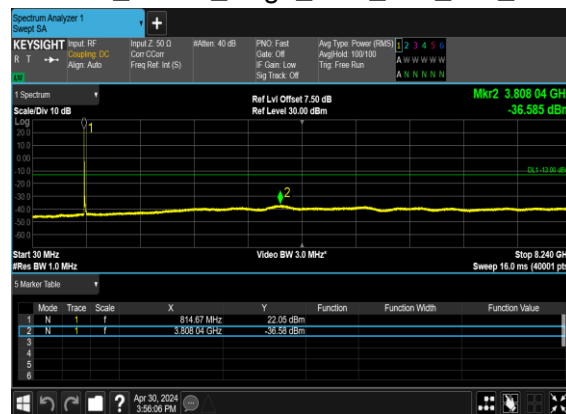 Spectrum Analyzer 1
Swept SA
+
KEYSIGHT
R T
Input: RF
Coupling: DC
Align: Auto
Input Z: 50 Ω
Corr CCorr
Freq Ref: Int (S)
#Atten: 40 dB
PNO: Fast
Gate: Off
IF Gain: Low
Sig Track: Off
Avg Type: Power (RMS)
Avg|Hold: 100/100
Trig: Free Run
1 2 3 4 5 6
A W W W W W
A N N N N N
1 Spectrum
Scale/Div 10 dB
Ref Lvl Offset 7.50 dB
Ref Level 30.00 dBm
Mkr2 3.808 04 GH
-36.585 dBm
Log
20.0
10.0
0.00
-10.0
-20.0
-30.0
-40.0
-50.0
-60.0
1
2
DL1 -13.00 dB
Start 30 MHz
#Res BW 1.0 MHz
Video BW 3.0 MHz*
Stop 8.240 GH
Sweep 16.0 ms (40001 pts
5 Marker Table
Mode Trace Scale X Y Function Function Width Function Value
1 N 1 f 814.67 MHz 22.05 dBm
2 N 1 f 3.808 04 GHz -36.58 dBm
3
4
5
6
?
Apr 30, 2024
3:56:06 PM